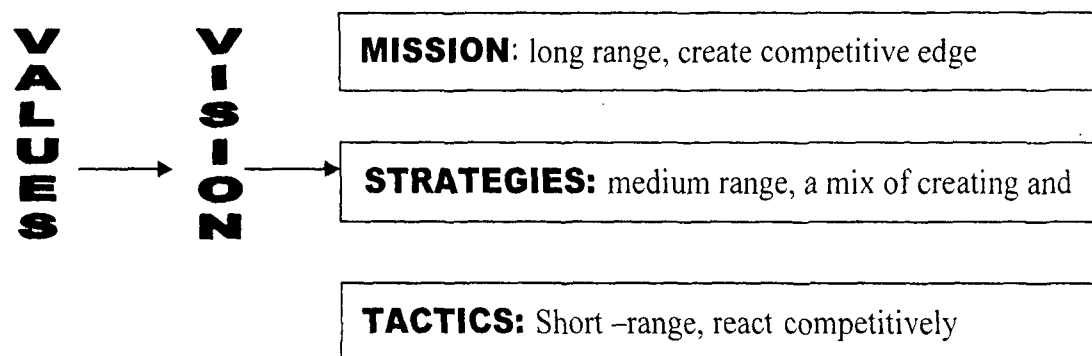 VALUES
VISION
MISSION: long range, create competitive edge
STRATEGIES: medium range, a mix of creating and
TACTICS: Short –range, react competitively